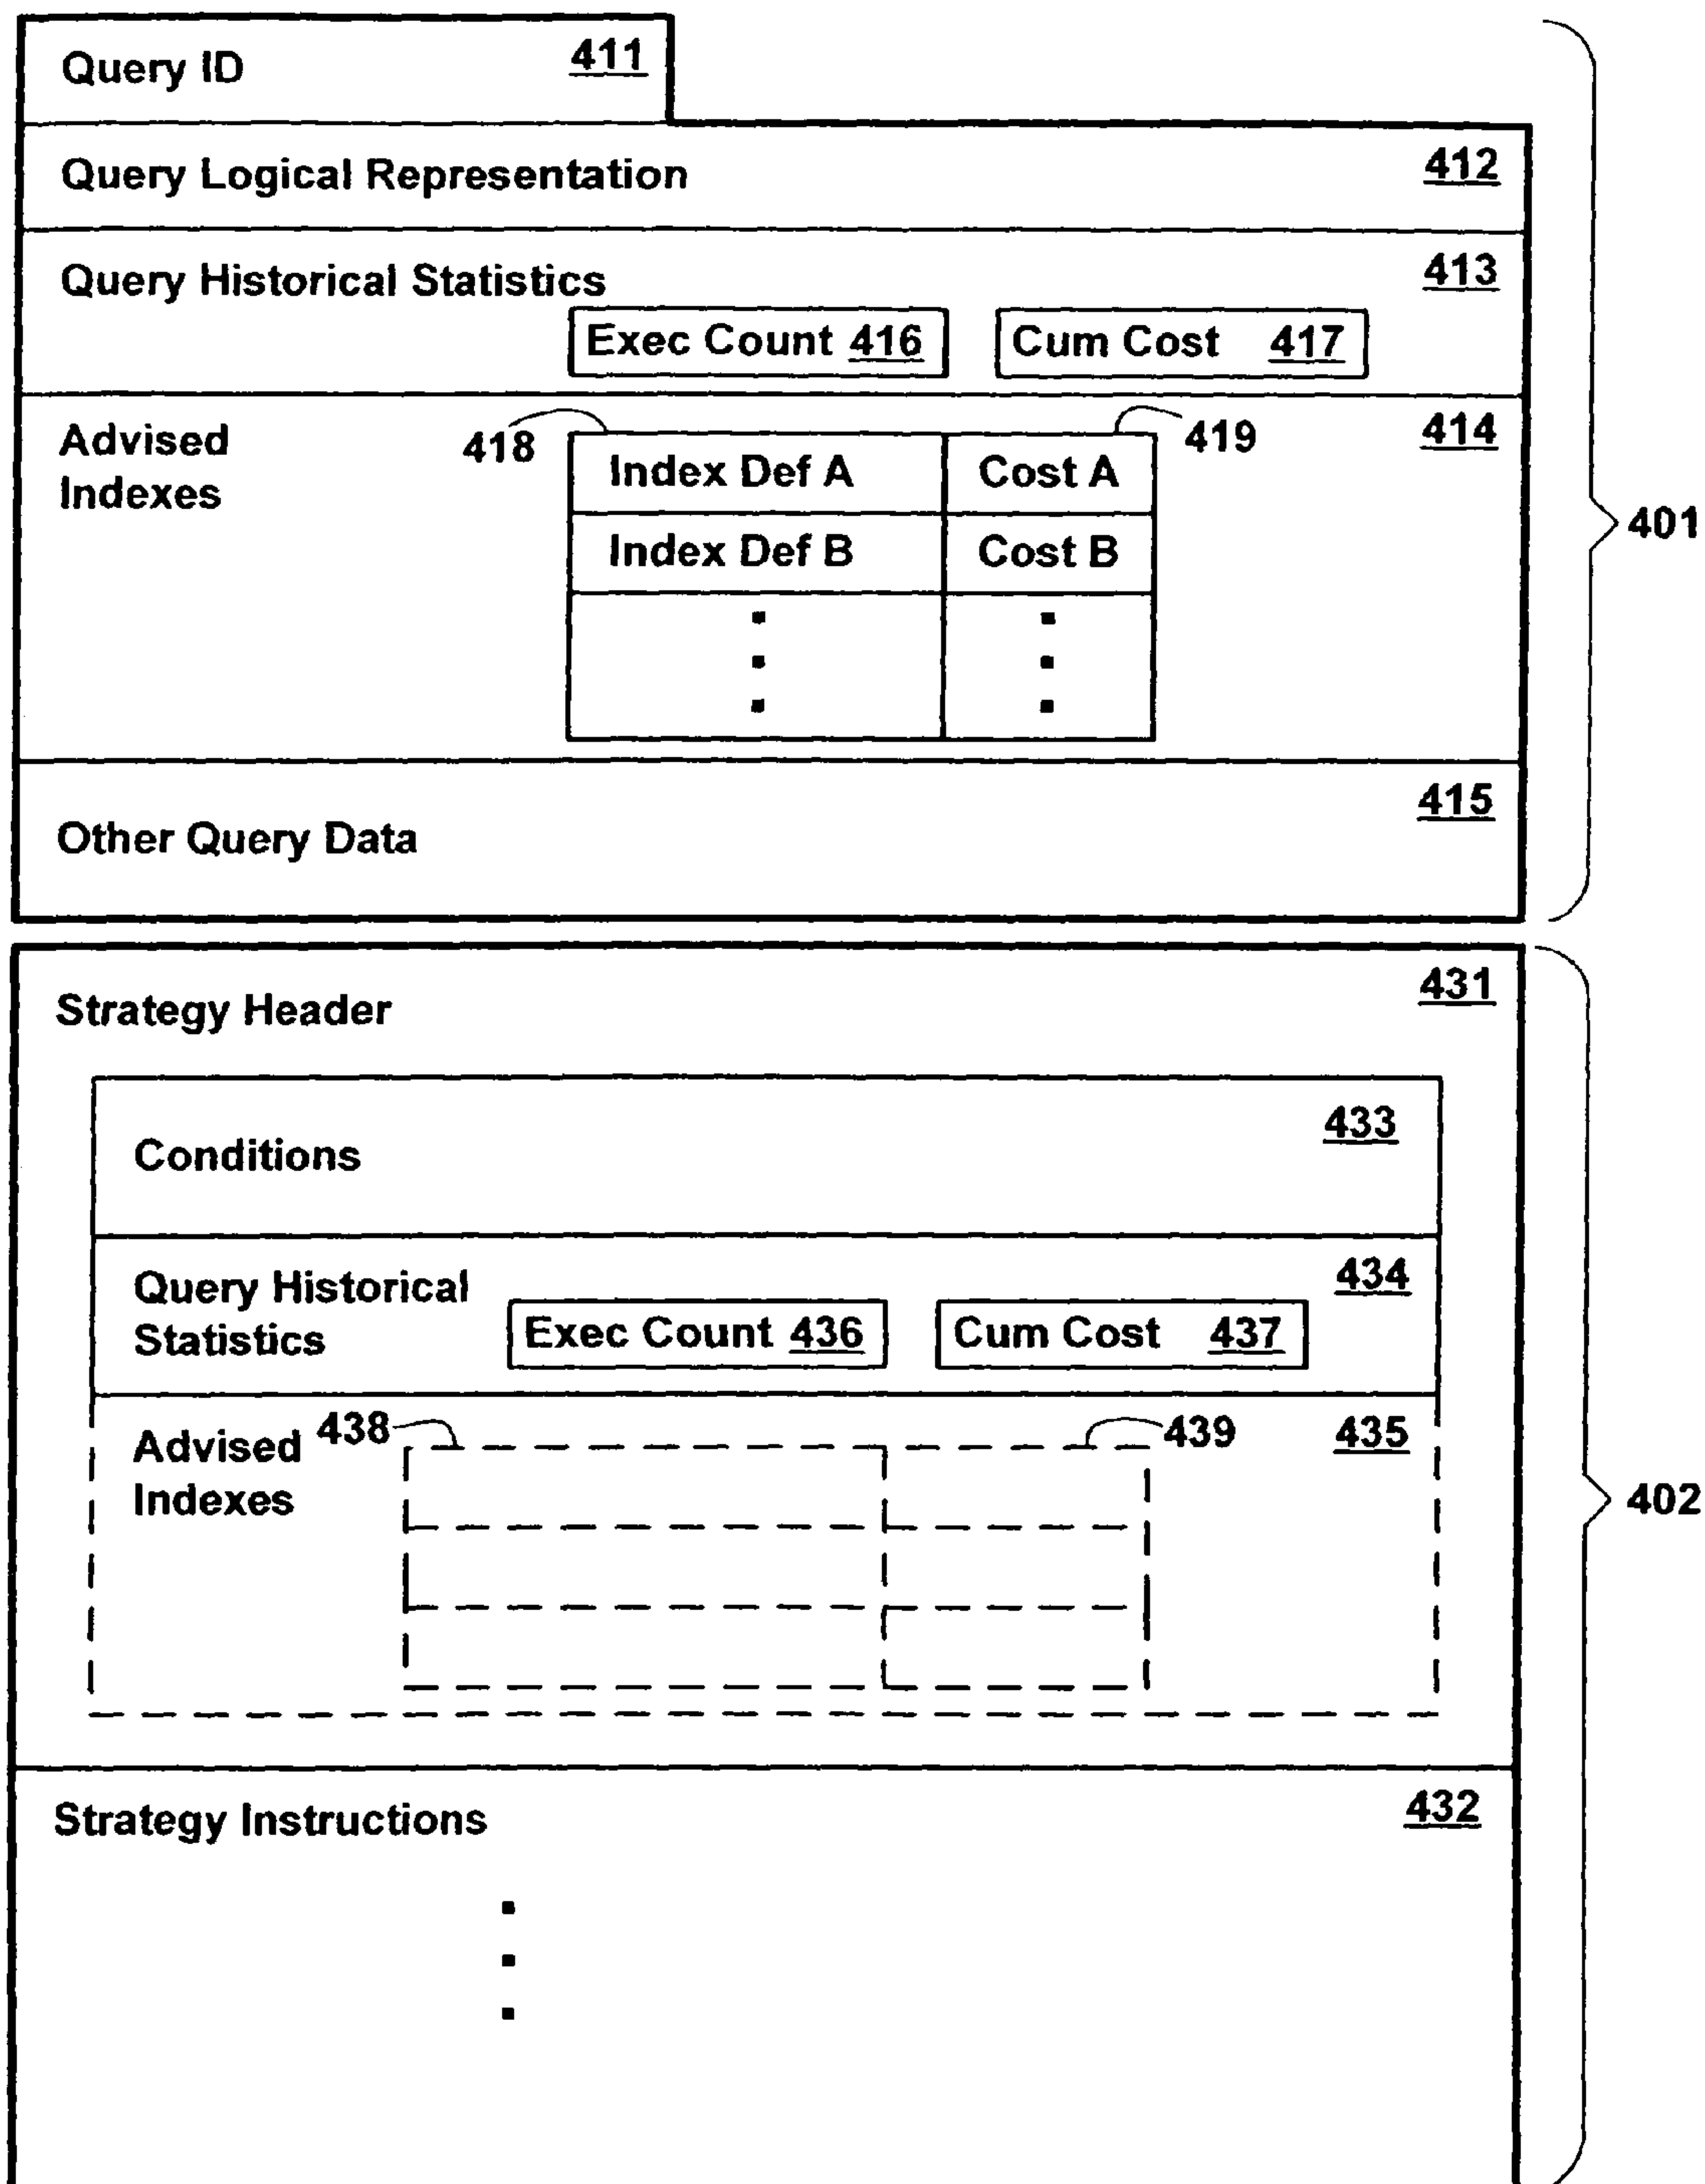 Query ID 411
Query Logical Representation 412
Query Historical Statistics 413
Exec Count 416 Cum Cost 417
Advised Indexes 418 419 414
Index Def A Cost A
Index Def B Cost B
401
Other Query Data 415
Strategy Header 431
Conditions 433
Query Historical Statistics 434
Exec Count 436 Cum Cost 437
Advised Indexes 438 439 435
402
Strategy Instructions 432